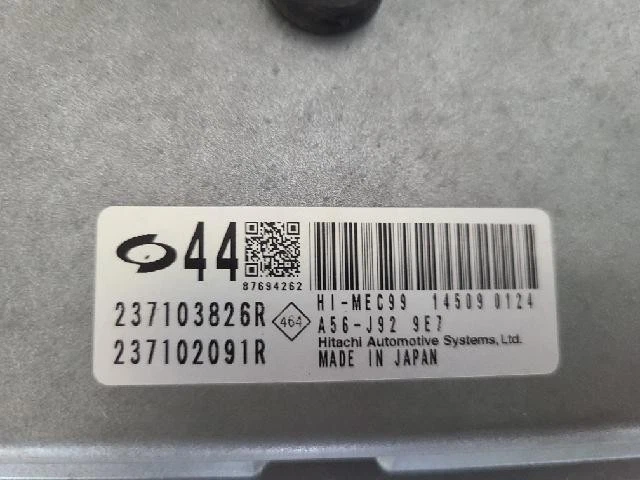 44
87694262
237103826R
464
237102091R
HI-MEC99 14509 0124
A56-J92 9E7
Hitachi Automotive Systems, Ltd.
MADE IN JAPAN